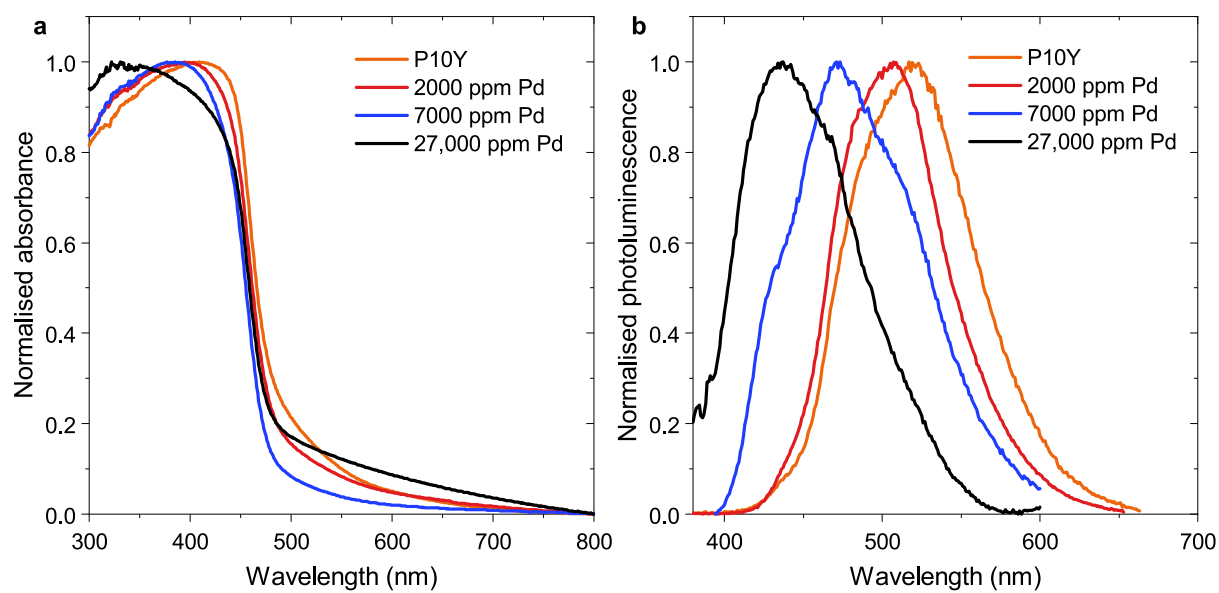 a
P10Y
2000 ppm Pd
7000 ppm Pd
27,000 ppm Pd
Normalised absorbance
1.0
0.8
0.6
0.4
0.2
0.0
300 400 500 600 700 800
Wavelength (nm)
b
P10Y
2000 ppm Pd
7000 ppm Pd
27,000 ppm Pd
Normalised photoluminescence
1.0
0.8
0.6
0.4
0.2
0.0
400 500 600 700
Wavelength (nm)